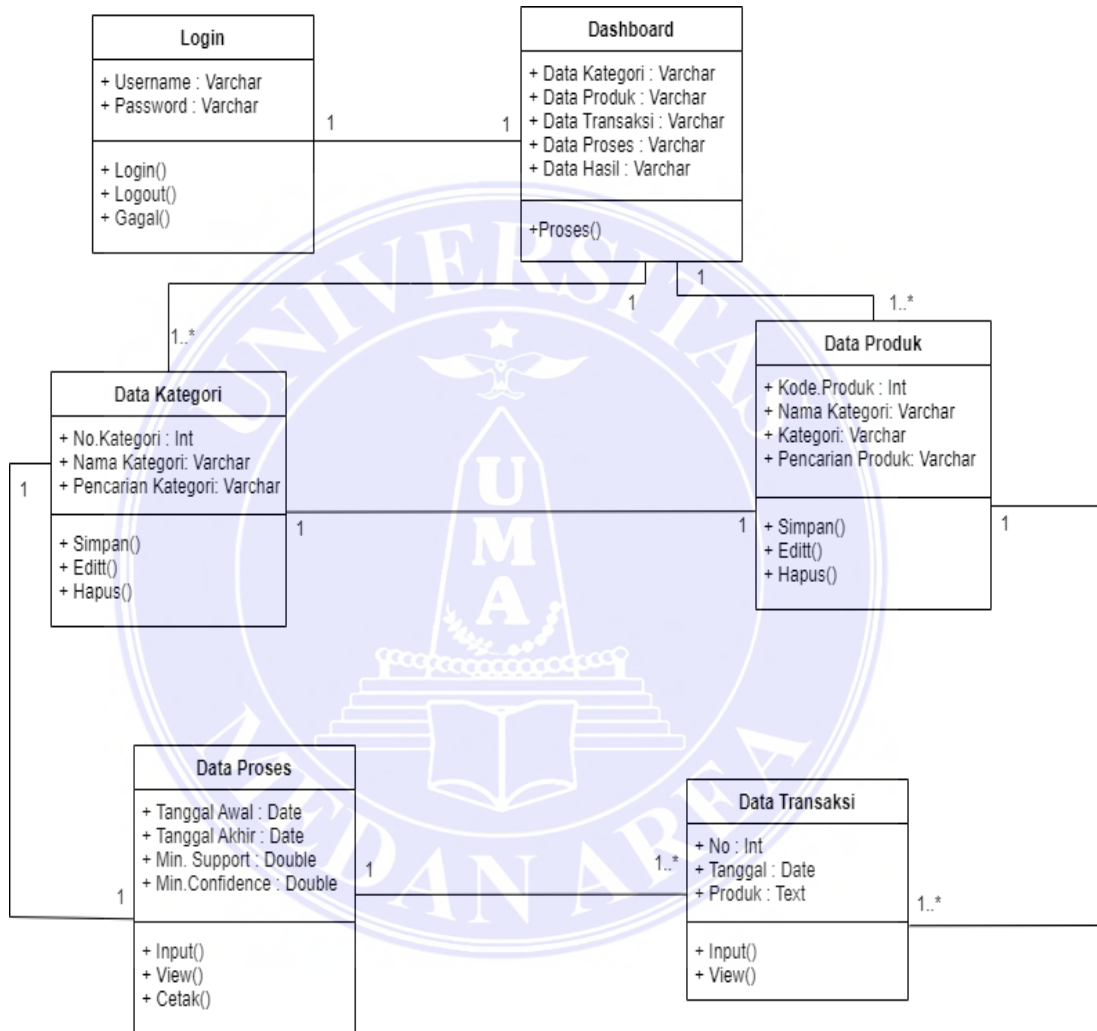 Login
+ Username : Varchar
+ Password : Varchar
+ Login()
+ Logout()
+ Gagal()
1
1
Dashboard
+ Data Kategori : Varchar
+ Data Produk : Varchar
+ Data Transaksi : Varchar
+ Data Proses : Varchar
+ Data Hasil : Varchar
+Proses()
1
1
1..*
1..*
Data Kategori
+ No.Kategori : Int
+ Nama Kategori: Varchar
+ Pencarian Kategori: Varchar
+ Simpan()
+ Editt()
+ Hapus()
1
1
1
Data Produk
+ Kode.Produk : Int
+ Nama Kategori: Varchar
+ Kategori: Varchar
+ Pencarian Produk: Varchar
+ Simpan()
+ Editt()
+ Hapus()
1
Data Proses
+ Tanggal Awal : Date
+ Tanggal Akhir : Date
+ Min. Support : Double
+ Min.Confidence : Double
+ Input()
+ View()
+ Cetak()
1
1
1..*
Data Transaksi
+ No : Int
+ Tanggal : Date
+ Produk : Text
+ Input()
+ View()
1..*
UNIVERSITAS
MEDAN AREA
U
M
A